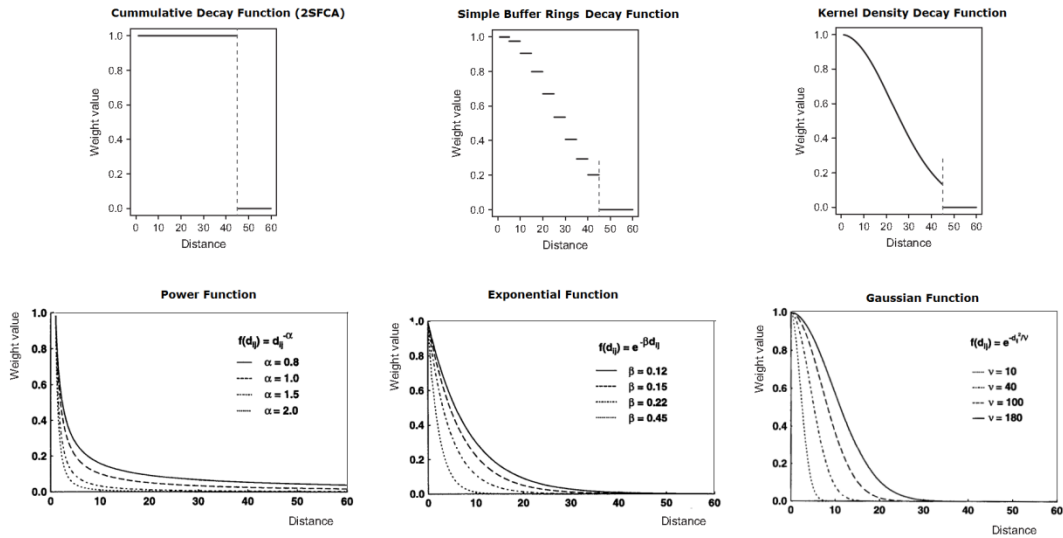 Cummulative Decay Function (2SFCA)
Weight value
1.0
0.8
0.6
0.4
0.2
0.0
0 10 20 30 40 50 60
Distance
Simple Buffer Rings Decay Function
Weight value
1.0
0.8
0.6
0.4
0.2
0.0
0 10 20 30 40 50 60
Distance
Kernel Density Decay Function
Weight value
1.0
0.8
0.6
0.4
0.2
0.0
0 10 20 30 40 50 60
Distance
Power Function
Weight value
1.0
0.8
0.6
0.4
0.2
0.0
f(dij) = dij^-α
α = 0.8
α = 1.0
α = 1.5
α = 2.0
10 20 30 40 50 60
Distance
Exponential Function
Weight value
1.0
0.8
0.6
0.4
0.2
0.0
f(dij) = e^-βdij
β = 0.12
β = 0.15
β = 0.22
β = 0.45
0 10 20 30 40 50 60
Distance
Gaussian Function
Weight value
1.0
0.8
0.6
0.4
0.2
0.0
f(dij) = e^-dij²/v
v = 10
v = 40
v = 100
v = 180
0 10 20 30 40 50 60
Distance